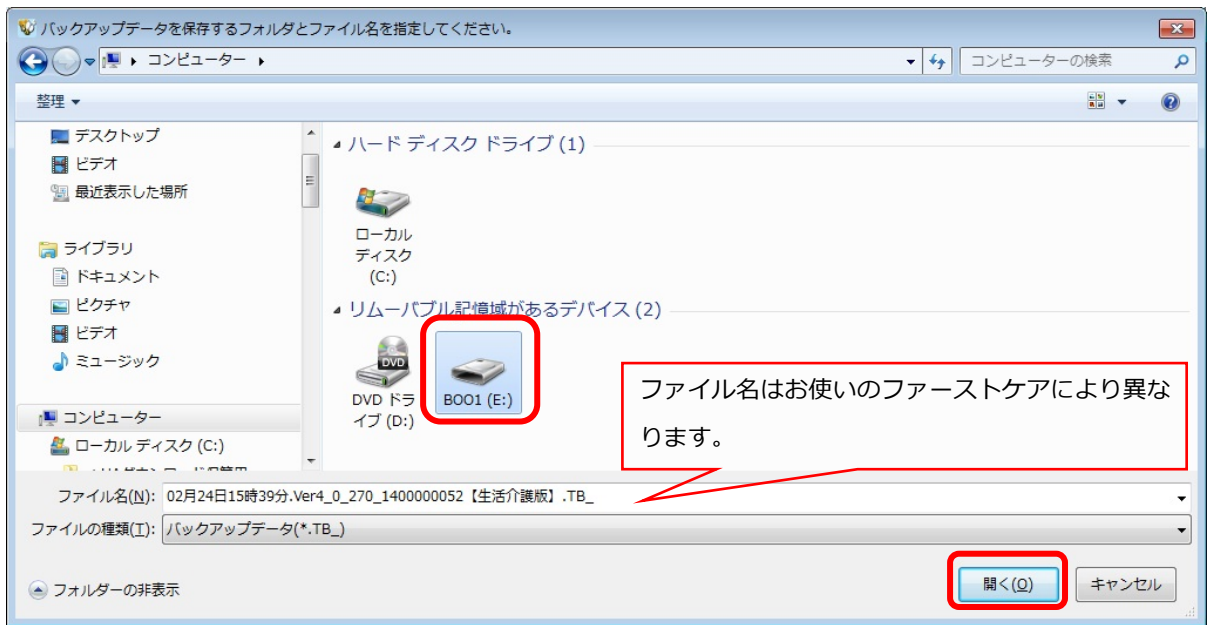 バックアップデータを保存するフォルダとファイル名を指定してください。
コンピューター
コンピューターの検索
整理
デスクトップ
ビデオ
最近表示した場所
ライブラリ
ドキュメント
ピクチャ
ビデオ
ミュージック
コンピューター
ローカル ディスク (C:)
ハード ディスク ドライブ (1)
ローカル
ディスク
(C:)
リムーバブル記憶域があるデバイス (2)
DVD
DVD ドラ
イブ (D:)
BOO1 (E:)
ファイル名はお使いのファーストケアにより異な
ります。
ファイル名(N): 02月24日15時39分.Ver4_0_270_1400000052【生活介護版】.TB_
ファイルの種類(T): バックアップデータ(*.TB_)
フォルダーの非表示
開く(O)
キャンセル